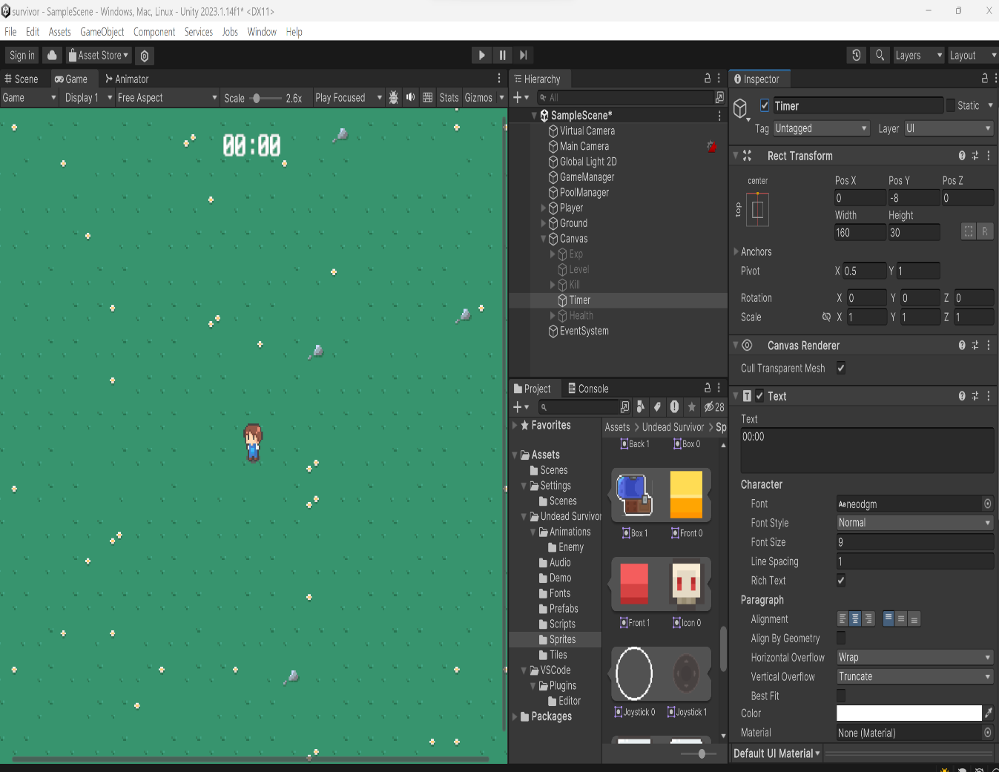 survivor - SampleScene - Windows, Mac, Linux - Unity 2023.1.14f1* <DX11>
File Edit Assets GameObject Component Services Jobs Window Help
Sign in Asset Store Layers Layout
Scene Game Animator
Game Display 1 Free Aspect Scale 2.6x Play Focused Stats Gizmos
00:00
Hierarchy
All
SampleScene*
Virtual Camera
Main Camera
Global Light 2D
GameManager
PoolManager
Player
Ground
Canvas
Exp
Level
Kill
Timer
Health
EventSystem
Project Console
28
Favorites
Assets
Scenes
Settings
Scenes
Undead Survivor
Animations
Enemy
Audio
Demo
Fonts
Prefabs
Scripts
Sprites
Tiles
VSCode
Plugins
Editor
Packages
Assets > Undead Survivor > Sp
Back 1 Box 0
Box 1 Front 0
Front 1 Icon 0
Joystick 0 Joystick 1
Inspector
Timer Static
Tag Untagged Layer UI
Rect Transform
center
top
Pos X Pos Y Pos Z
0 -8 0
Width Height
160 30
R
Anchors
Pivot X 0.5 Y 1
Rotation X 0 Y 0 Z 0
Scale X 1 Y 1 Z 1
Canvas Renderer
Cull Transparent Mesh
T Text
Text
00:00
Character
Font Aa neodgm
Font Style Normal
Font Size 9
Line Spacing 1
Rich Text
Paragraph
Alignment
Align By Geometry
Horizontal Overflow Wrap
Vertical Overflow Truncate
Best Fit
Color
Material None (Material)
Default UI Material